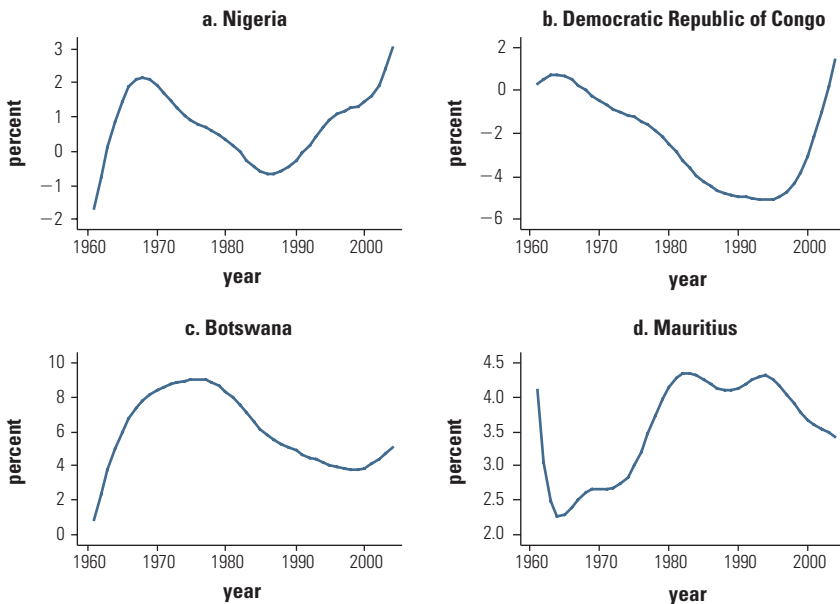 a. Nigeria
percent
3
2
1
0
−1
−2
1960 1970 1980 1990 2000
year
b. Democratic Republic of Congo
percent
2
0
−2
−4
−6
1960 1970 1980 1990 2000
year
c. Botswana
percent
10
8
6
4
2
0
1960 1970 1980 1990 2000
year
d. Mauritius
percent
4.5
4.0
3.5
3.0
2.5
2.0
1960 1970 1980 1990 2000
year